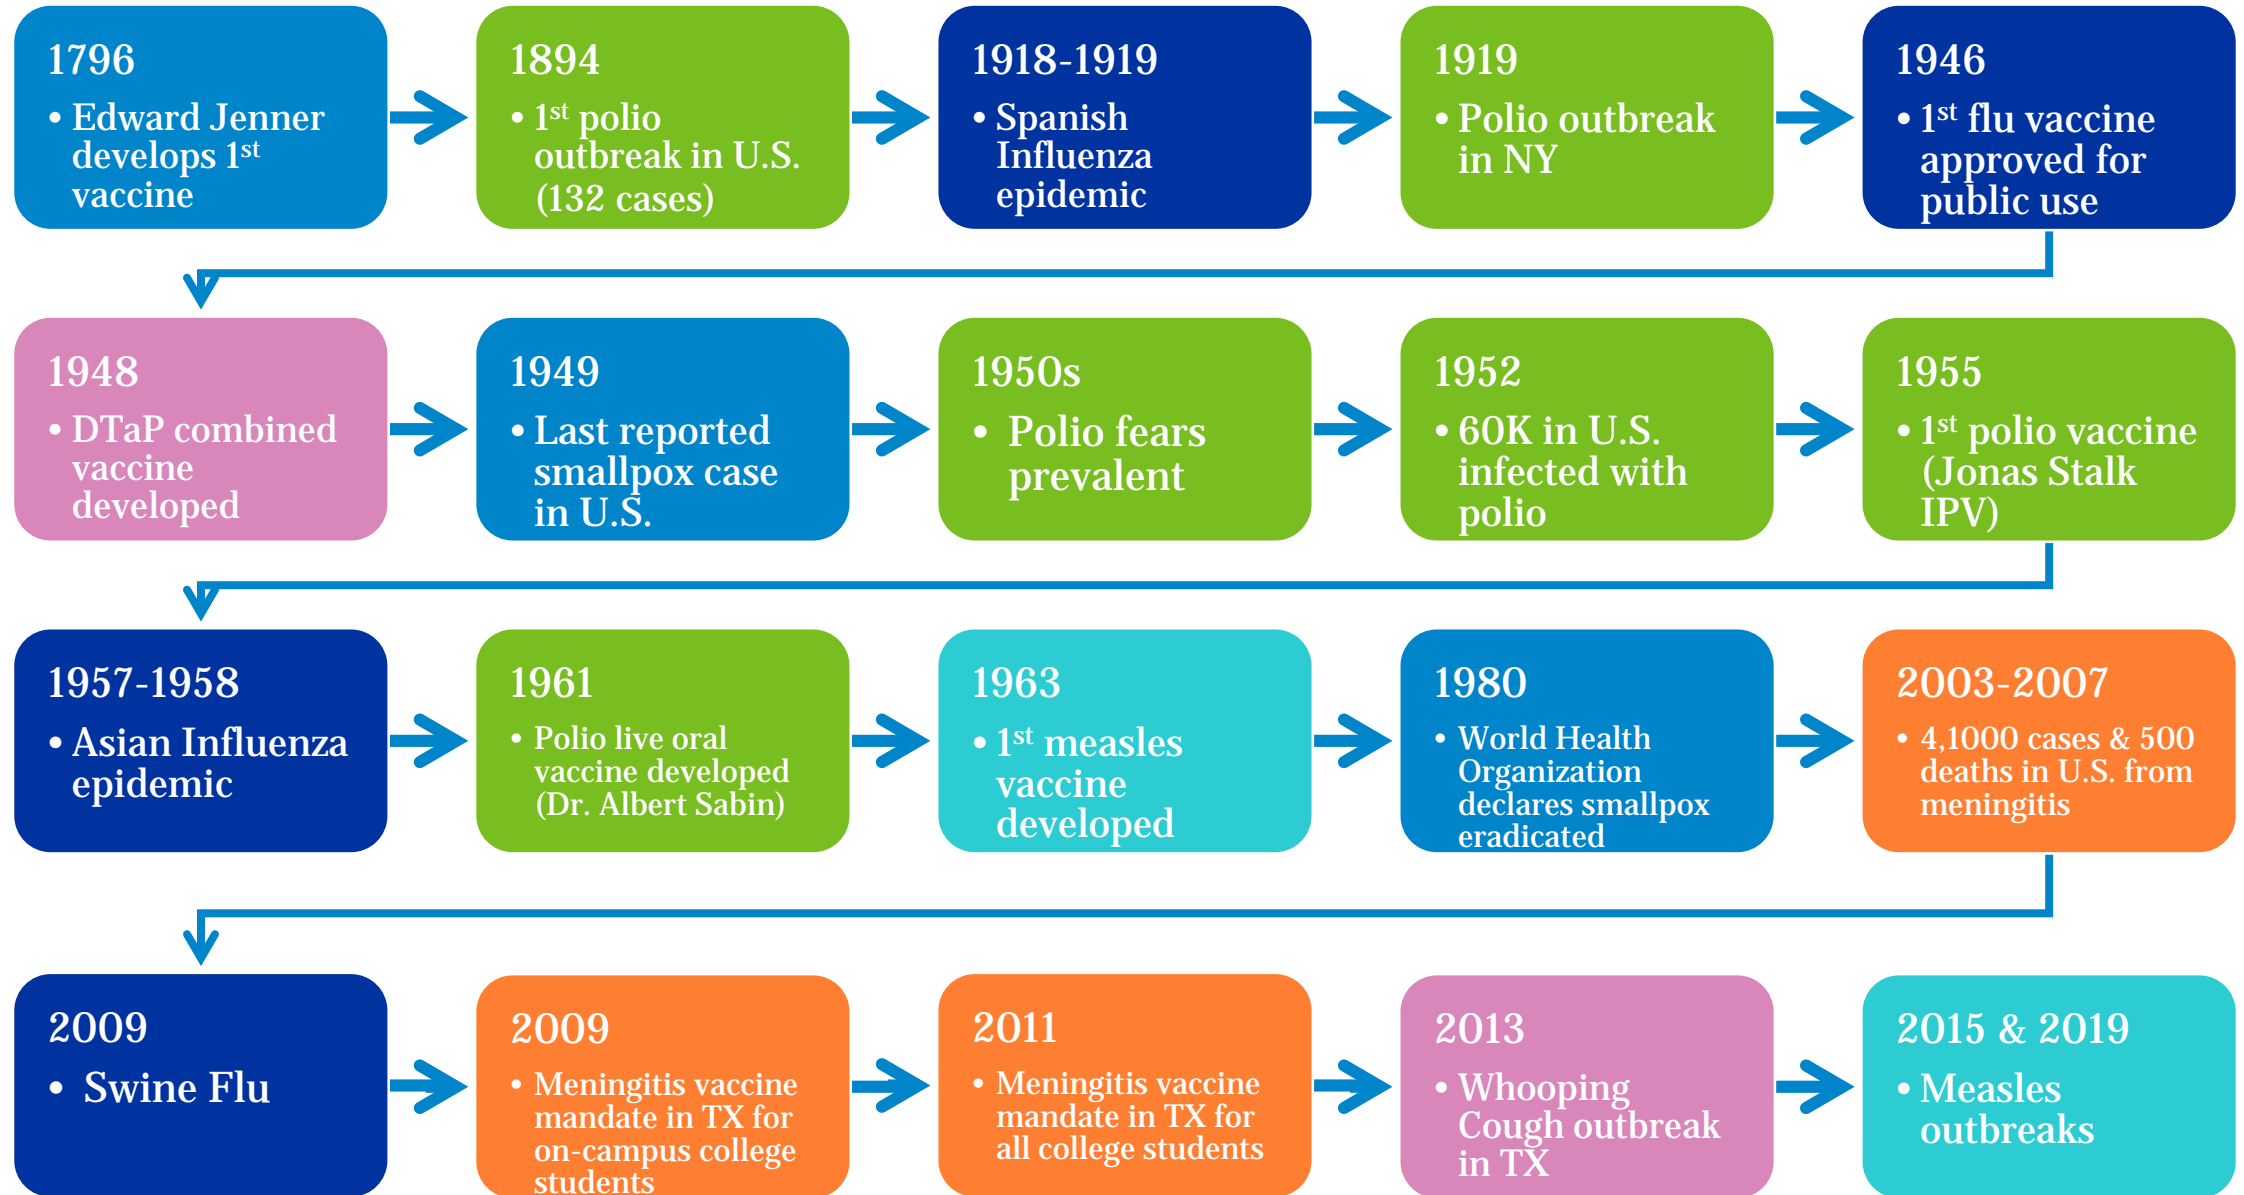 1796
• Edward Jenner
develops 1st
vaccine
1894
• 1st polio
outbreak in U.S.
(132 cases)
1918-1919
• Spanish
Influenza
epidemic
1919
• Polio outbreak
in NY
1946
• 1st flu vaccine
approved for
public use
1948
• DTaP combined
vaccine
developed
1949
• Last reported
smallpox case
in U.S.
1950s
• Polio fears
prevalent
1952
• 60K in U.S.
infected with
polio
1955
• 1st polio vaccine
(Jonas Stalk
IPV)
1957-1958
• Asian Influenza
epidemic
1961
• Polio live oral
vaccine developed
(Dr. Albert Sabin)
1963
• 1st measles
vaccine
developed
1980
• World Health
Organization
declares smallpox
eradicated
2003-2007
• 4,1000 cases & 500
deaths in U.S. from
meningitis
2009
• Swine Flu
2009
• Meningitis vaccine
mandate in TX for
on-campus college
students
2011
• Meningitis vaccine
mandate in TX for
all college students
2013
• Whooping
Cough outbreak
in TX
2015 & 2019
• Measles
outbreaks